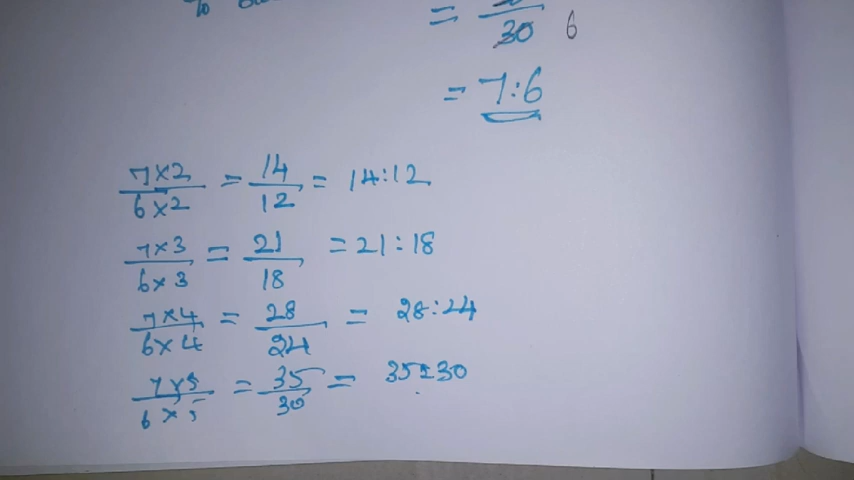 = /30 6
= 7:6
7×2/6×2 = 14/12 = 14:12
7×3/6×3 = 21/18 = 21:18
7×4/6×4 = 28/24 = 28:24
7×5/6×5 = 35/30 = 35:30